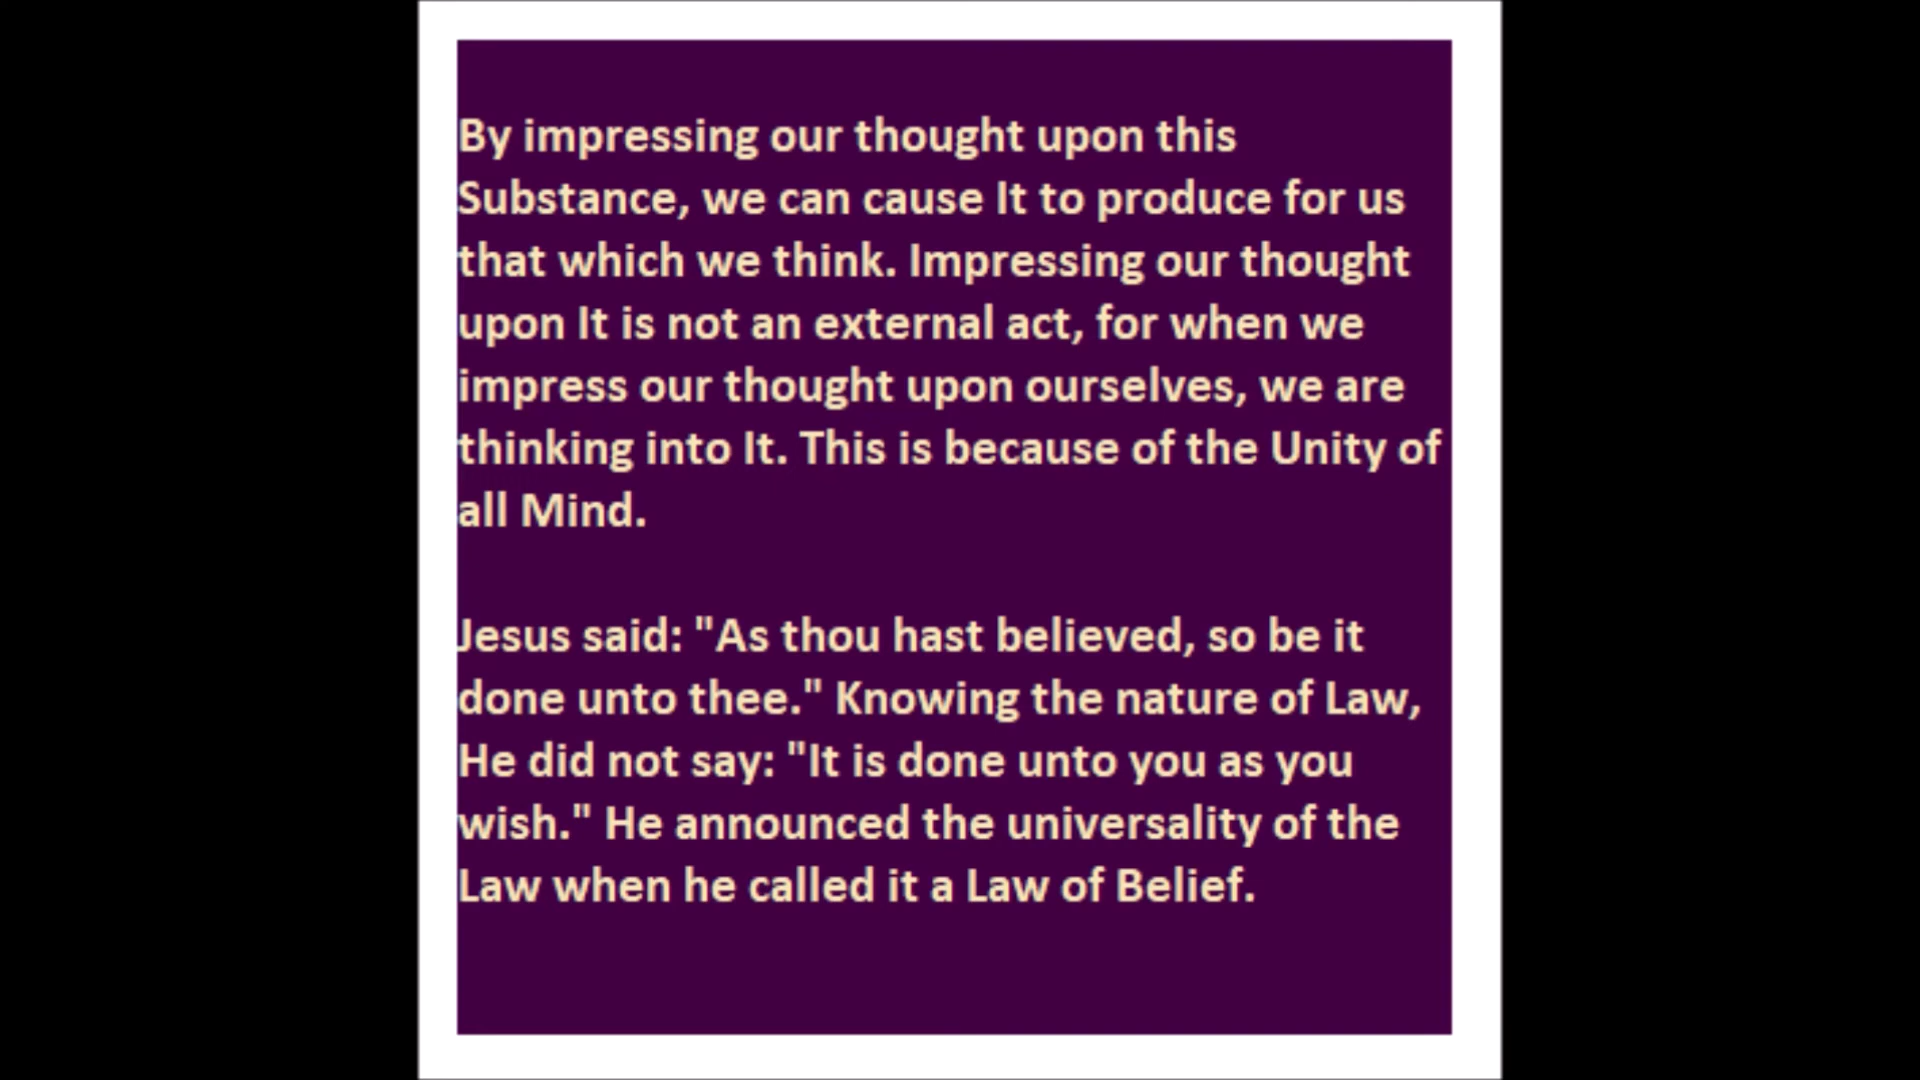 By impressing our thought upon this
Substance, we can cause It to produce for us
that which we think. Impressing our thought
upon It is not an external act, for when we
impress our thought upon ourselves, we are
thinking into It. This is because of the Unity of
all Mind.
Jesus said: "As thou hast believed, so be it
done unto thee." Knowing the nature of Law,
He did not say: "It is done unto you as you
wish." He announced the universality of the
Law when he called it a Law of Belief.